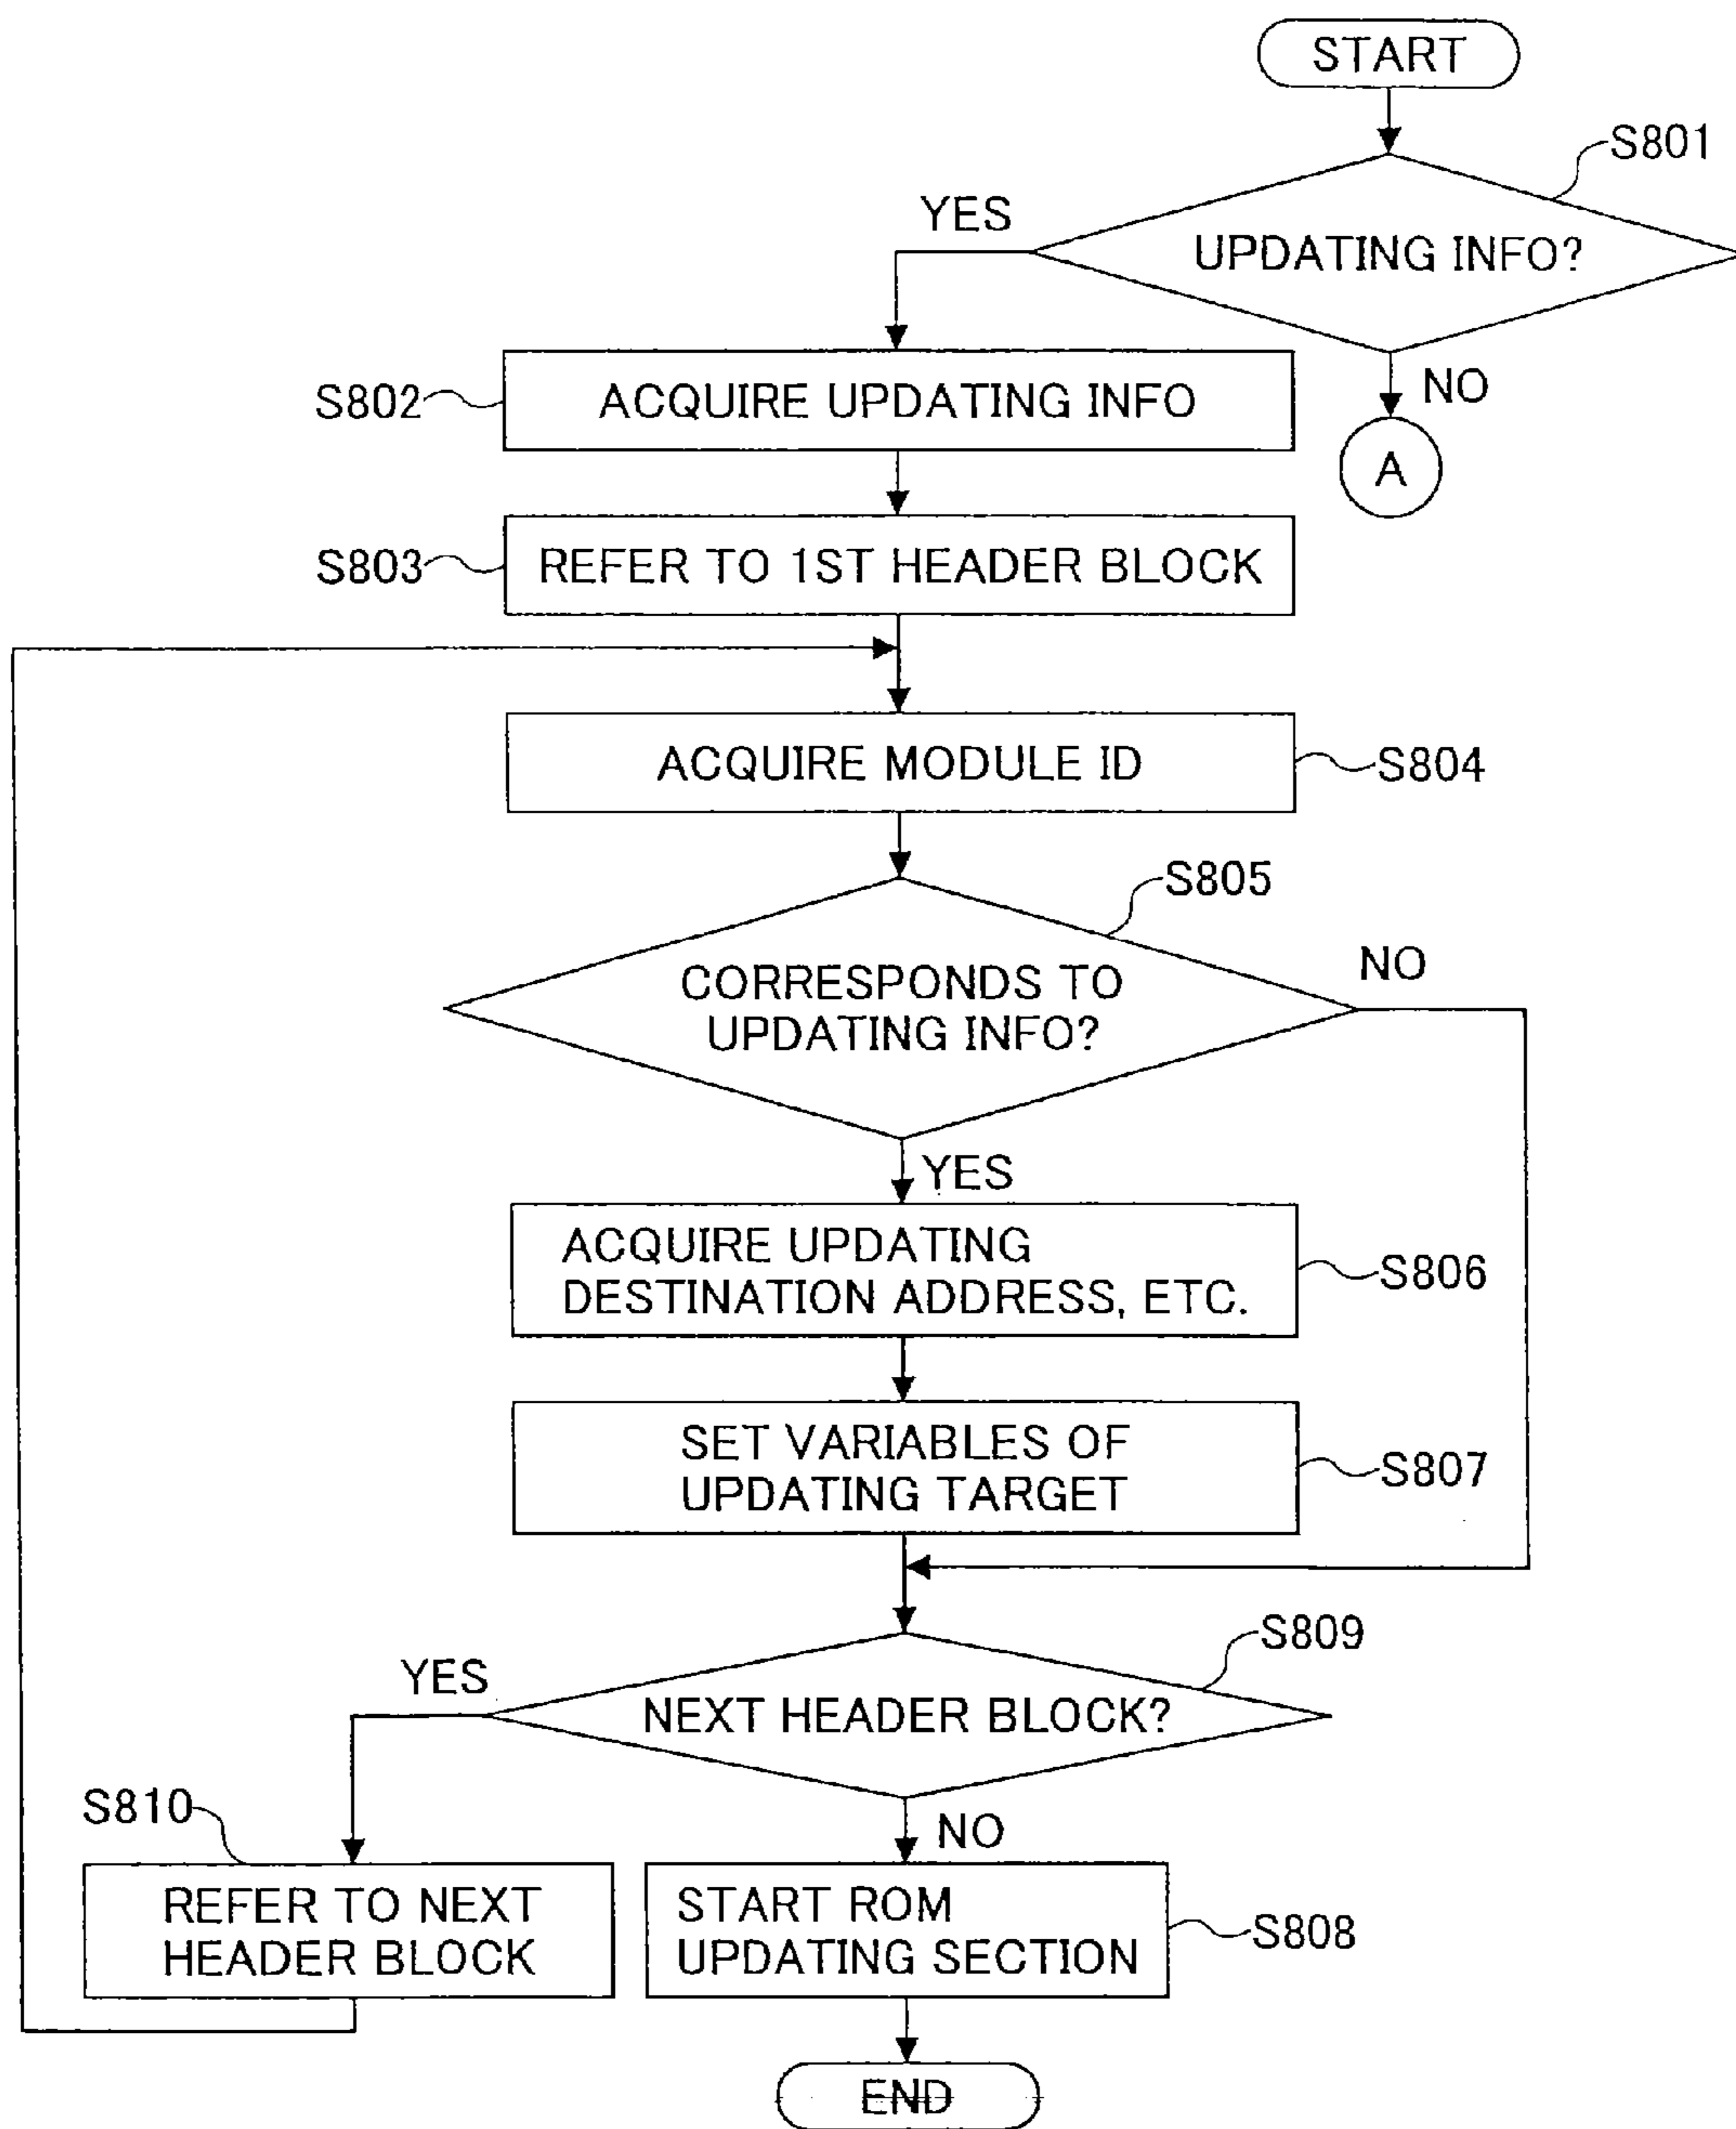 START
S801
YES
UPDATING INFO?
NO
A
S802
ACQUIRE UPDATING INFO
S803
REFER TO 1ST HEADER BLOCK
ACQUIRE MODULE ID
S804
S805
NO
CORRESPONDS TO
UPDATING INFO?
YES
ACQUIRE UPDATING
DESTINATION ADDRESS, ETC.
S806
SET VARIABLES OF
UPDATING TARGET
S807
S809
YES
NEXT HEADER BLOCK?
S810
NO
REFER TO NEXT
HEADER BLOCK
START ROM
UPDATING SECTION
S808
END